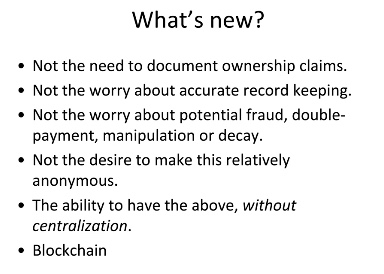 What's new?
• Not the need to document ownership claims.
• Not the worry about accurate record keeping.
• Not the worry about potential fraud, double-
payment, manipulation or decay.
• Not the desire to make this relatively
anonymous.
• The ability to have the above, without
centralization.
• Blockchain